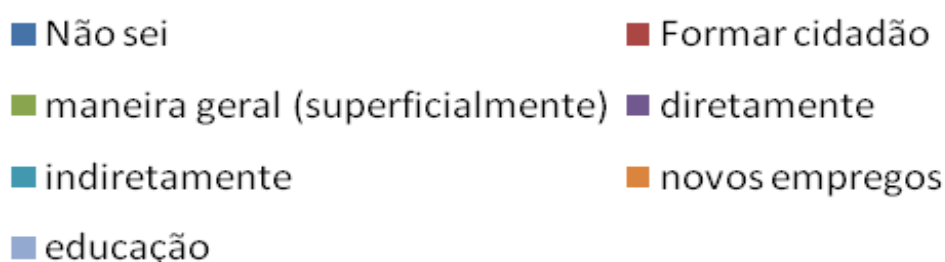 Não sei Formar cidadão
maneira geral (superficialmente) diretamente
indiretamente novos empregos
educação